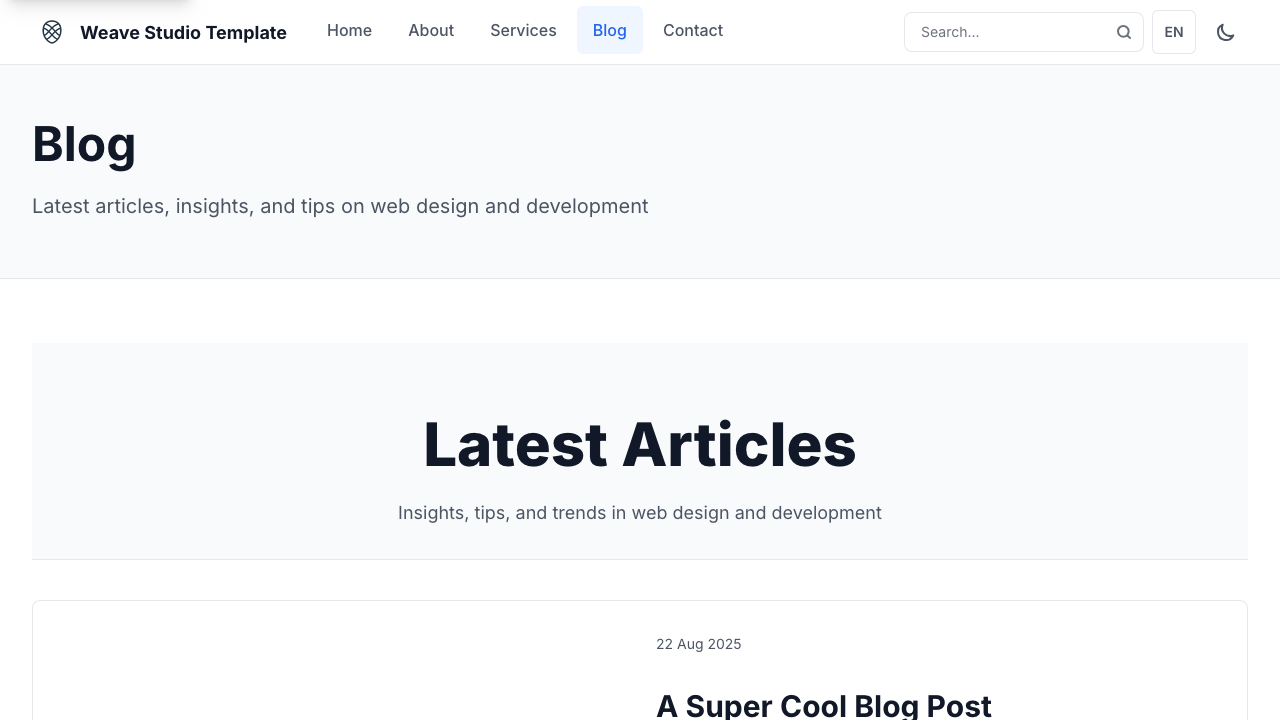 Weave Studio Template
Home
About
Services
Blog
Contact
Search...
EN
Blog
Latest articles, insights, and tips on web design and development
Latest Articles
Insights, tips, and trends in web design and development
22 Aug 2025
A Super Cool Blog Post